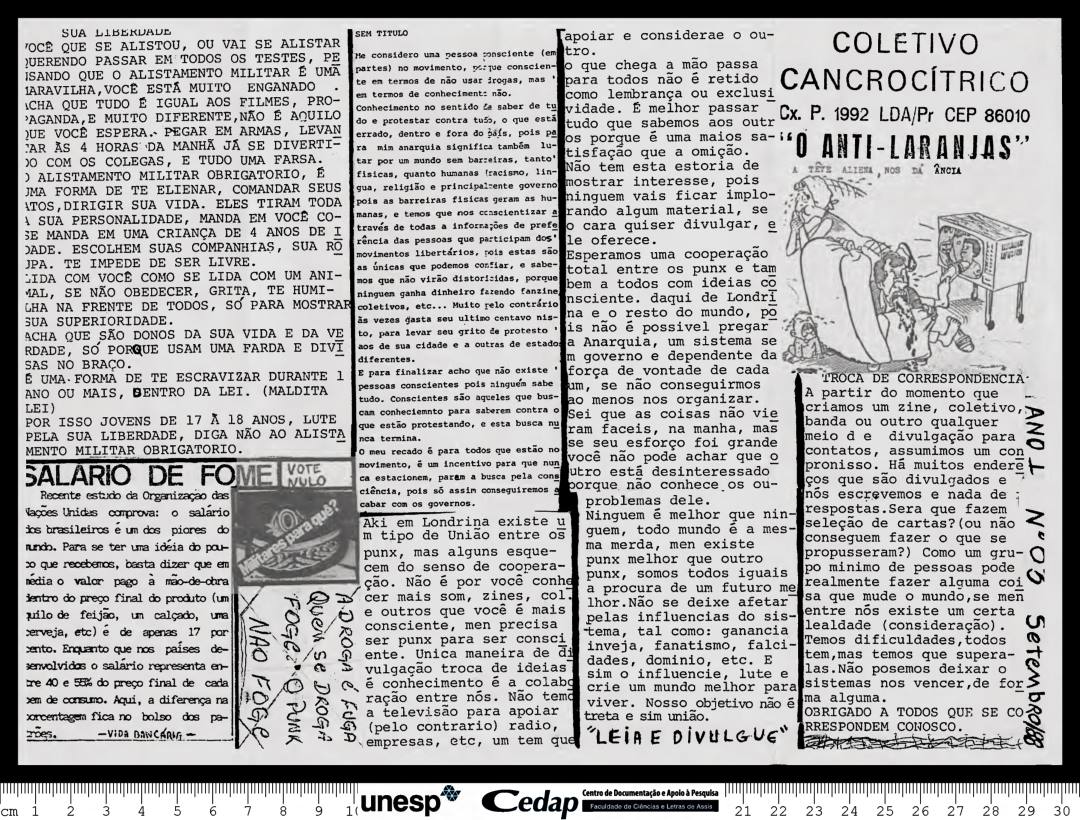 SUA LIBERDADE
VOCÊ QUE SE ALISTOU, OU VAI SE ALISTAR
QUERENDO PASSAR EM TODOS OS TESTES, PE
NSANDO QUE O ALISTAMENTO MILITAR É UMA
MARAVILHA,VOCÊ ESTÁ MUITO ENGANADO .
ACHA QUE TUDO É IGUAL AOS FILMES, PRO-
PAGANDA,E MUITO DIFERENTE,NÃO É AQUILO
QUE VOCÊ ESPERA. PEGAR EM ARMAS, LEVAN
TAR ÀS 4 HORAS DA MANHÃ JÁ SE DIVERTI-
DO COM OS COLEGAS, E TUDO UMA FARSA.
O ALISTAMENTO MILITAR OBRIGATORIO, É
UMA FORMA DE TE ELIENAR, COMANDAR SEUS
ATOS,DIRIGIR SUA VIDA. ELES TIRAM TODA
A SUA PERSONALIDADE, MANDA EM VOCÊ CO-
SE MANDA EM UMA CRIANÇA DE 4 ANOS DE I
DADE. ESCOLHEM SUAS COMPANHIAS, SUA RO
UPA. TE IMPEDE DE SER LIVRE.
LIDA COM VOCÊ COMO SE LIDA COM UM ANI-
MAL, SE NÃO OBEDECER, GRITA, TE HUMI-
LHA NA FRENTE DE TODOS, SÓ PARA MOSTRAR
SUA SUPERIORIDADE.
ACHA QUE SÃO DONOS DA SUA VIDA E DA VE
RDADE, SÓ PORQUE USAM UMA FARDA E DIVI
SAS NO BRAÇO.
É UMA FORMA DE TE ESCRAVIZAR DURANTE 1
ANO OU MAIS, DENTRO DA LEI. (MALDITA
LEI)
POR ISSO JOVENS DE 17 À 18 ANOS, LUTE
PELA SUA LIBERDADE, DIGA NÃO AO ALISTA
MENTO MILITAR OBRIGATORIO.
SALÁRIO DE FOME
Recente estudo da Organização das
Nações Unidas comprova: o salário
dos brasileiros é um dos piores do
mundo. Para se ter uma idéia do pou-
co que recebemos, basta dizer que em
média o valor pago à mão-de-obra
dentro do preço final do produto (um
quilo de feijão, um calçado, uma
cerveja, etc) é de apenas 17 por
cento. Enquanto que nos países de-
senvolvidos o salário representa en-
tre 40 e 55% do preço final de cada
bem de consumo. Aqui, a diferença na
porcentagem fica no bolso dos pa-
trões. —VIDA BANCÁRIA—
VOTE
NULO
Militares para quê?
A DROGA É FUGA
QUEM SE DROGA
FOGE? O PUNK
NÃO FOGE
SEM TITULO
Me considero uma pessoa consciente (em
partes) no movimento, porque conscien-
te em termos de não usar drogas, mas '
em termos de conhecimento não.
Conhecimento no sentido de saber de tu
do e protestar contra tudo, o que está
errado, dentro e fora do país, pois pa
ra mim anarquia significa também lu-
tar por um mundo sem barreiras, tanto'
fisicas, quanto humanas (racismo, lin-
gua, religião e principalmente governo
pois as barreiras fisicas geram as hu-
manas, e temos que nos conscientizar a
través de todas a informações de prefe
rência das pessoas que participam dos'
movimentos libertários, pois estas são
as únicas que podemos confiar, e sabe-
mos que não virão distorcidas, porque
ninguem ganha dinheiro fazendo fanzine
coletivos, etc... Muito pelo contrário
às vezes gasta seu ultimo centavo nis-
to, para levar seu grito de protesto '
aos de sua cidade e a outras de estados
diferentes.
E para finalizar acho que não existe '
pessoas conscientes pois ninguém sabe
tudo. Conscientes são aqueles que bus-
cam conheciemnto para saberem contra o
que estão protestando, e esta busca nu
nca termina.
O meu recado é para todos que estão no
movimento, é um incentivo para que nun
ca estacionem, param a busca pela cons
ciência, pois só assim conseguiremos a
cabar com os governos.
Aki em Londrina existe u
m tipo de União entre os
punx, mas alguns esque-
cem do senso de coopera-
ção. Não é por você conhe
cer mais som, zines, col.
e outros que você é mais
consciente, men precisa
ser punx para ser consci
ente. Unica maneira de di
vulgação troca de ideias
é conhecimento é a colabo
ração entre nós. Não temo
a televisão para apoiar
(pelo contrario) radio,
empresas, etc, um tem que
apoiar e considerae o ou-
tro.
o que chega a mão passa
para todos não é retido
como lembrança ou exclusi
vidade. É melhor passar
tudo que sabemos aos outr
os porque é uma maios sa-
tisfação que a omição.
Não tem esta estoria de
mostrar interesse, pois
ninguem vais ficar implo-
rando algum material, se
o cara quiser divulgar, e
le oferece.
Esperamos uma cooperação
total entre os punx e tam
bem a todos com ideias co
nsciente. daqui de Londri
na e o resto do mundo, po
is não é possivel pregar
a Anarquia, um sistema se
m governo e dependente da
força de vontade de cada
um, se não conseguirmos
ao menos nos organizar.
Sei que as coisas não vie
ram faceis, na manha, mas
se seu esforço foi grande
você não pode achar que o
utro está desinteressado
porque não conhece os ou-
problemas dele.
Ninguem é melhor que nin-
guem, todo mundo é a mes-
ma merda, men existe
punx melhor que outro
punx, somos todos iguais
a procura de um futuro me
lhor.Não se deixe afetar
pelas influencias do sis-
tema, tal como: ganancia
inveja, fanatismo, falci-
dades, dominio, etc. E
sim o influencie, lute e
crie um mundo melhor para
viver. Nosso objetivo não é
treta e sim união.
"LEIA E DIVULGUE"
COLETIVO
CANCROCÍTRICO
Cx. P. 1992 LDA/Pr CEP 86010
"O ANTI-LARANJAS"
A TÊTE ALIENA, NOS DÁ ÂNCIA
TROCA DE CORRESPONDENCIA
A partir do momento que
criamos um zine, coletivo,
banda ou outro qualquer
meio d e divulgação para
contatos, assumimos um con
pronisso. Há muitos endere
ços que são divulgados e
nós escrevemos e nada de
respostas.Sera que fazem
seleção de cartas?(ou não
conseguem fazer o que se
propusseram?) Como um gru-
po minimo de pessoas pode
realmente fazer alguma coi
sa que mude o mundo,se men
entre nós existe um certa
lealdade (consideração).
Temos dificuldades,todos
tem,mas temos que supera-
las.Não posemos deixar o
sistemas nos vencer,de for
ma alguma.
OBRIGADO A TODOS QUE SE CO
RRESPONDEM CONOSCO.
ANO I Nº 03 Setembro/88
unesp Cedap Centro de Documentação e Apoio à Pesquisa
Faculdade de Ciências e Letras de Assis
cm 1 2 3 4 5 6 7 8 9 10 21 22 23 24 25 26 27 28 29 30